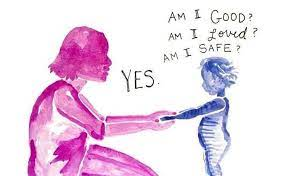 AM I GOOD?
AM I Loved?
AM I SAFE?
YES.